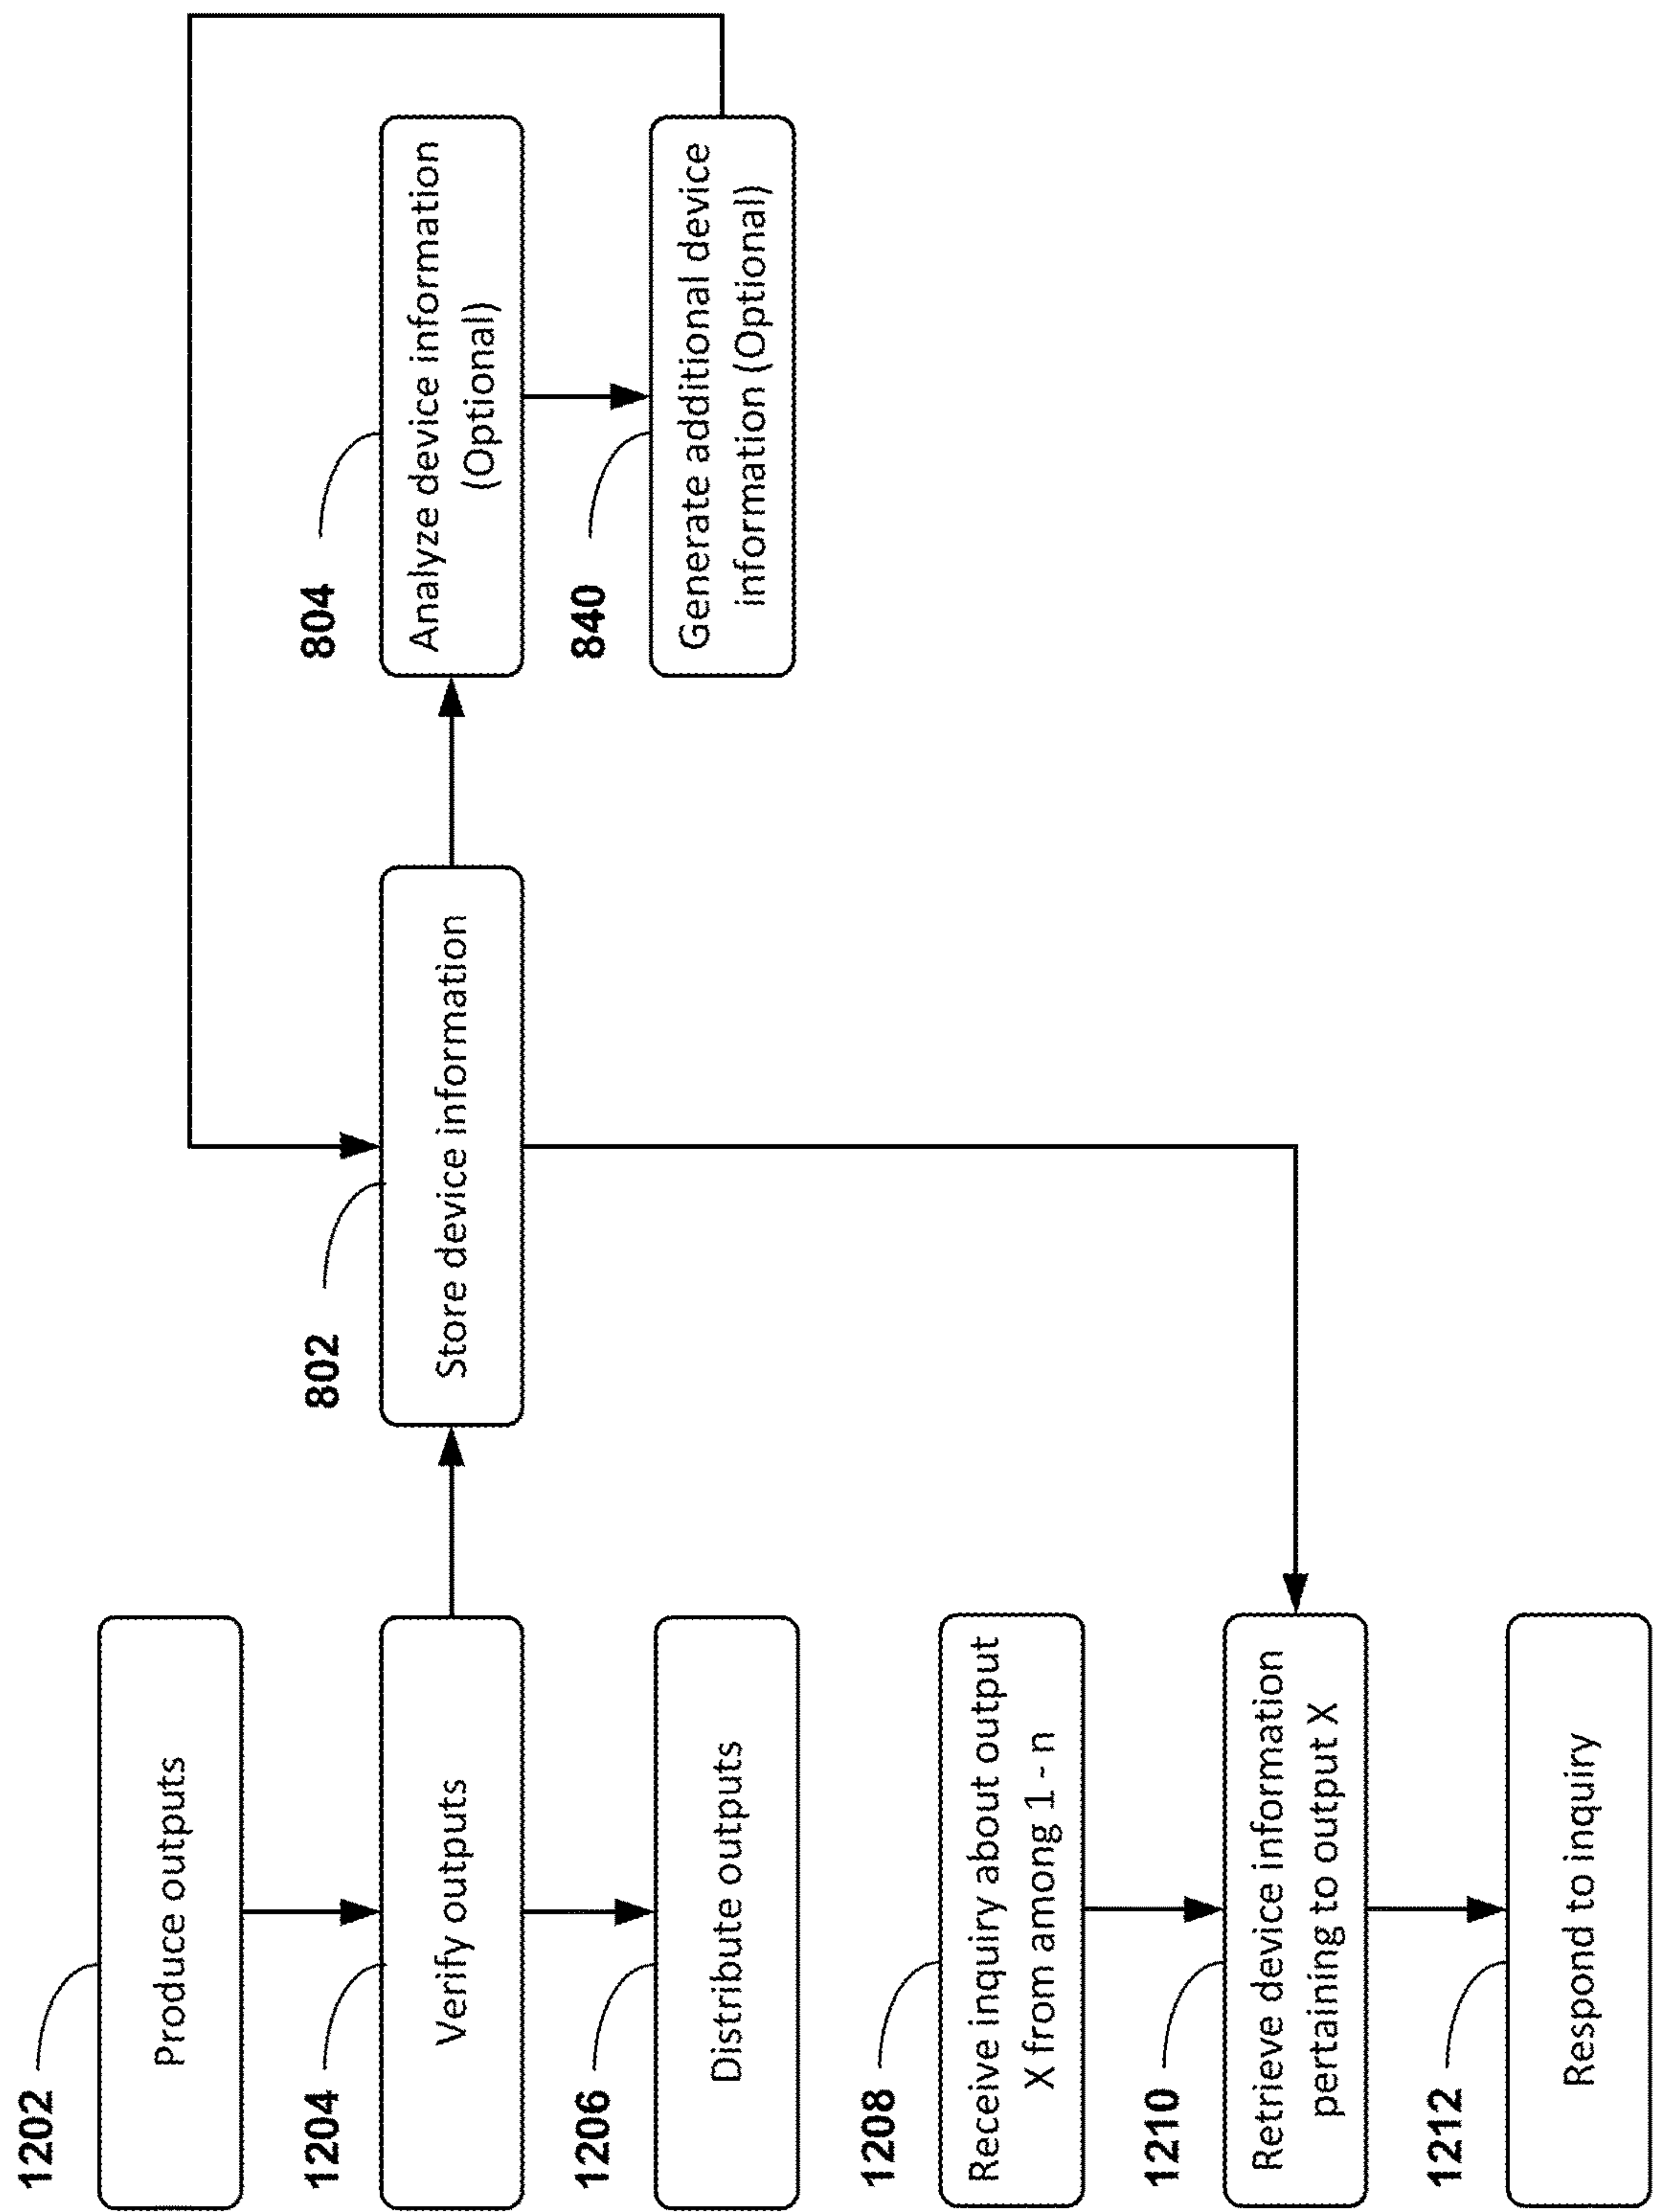 1202
Produce outputs
1204
Verify outputs
1206
Distribute outputs
802
Store device information
804
Analyze device information
(Optional)
840
Generate additional device
information (Optional)
1208
Receive inquiry about output
X from among 1 - n
1210
Retrieve device information
pertaining to output X
1212
Respond to inquiry